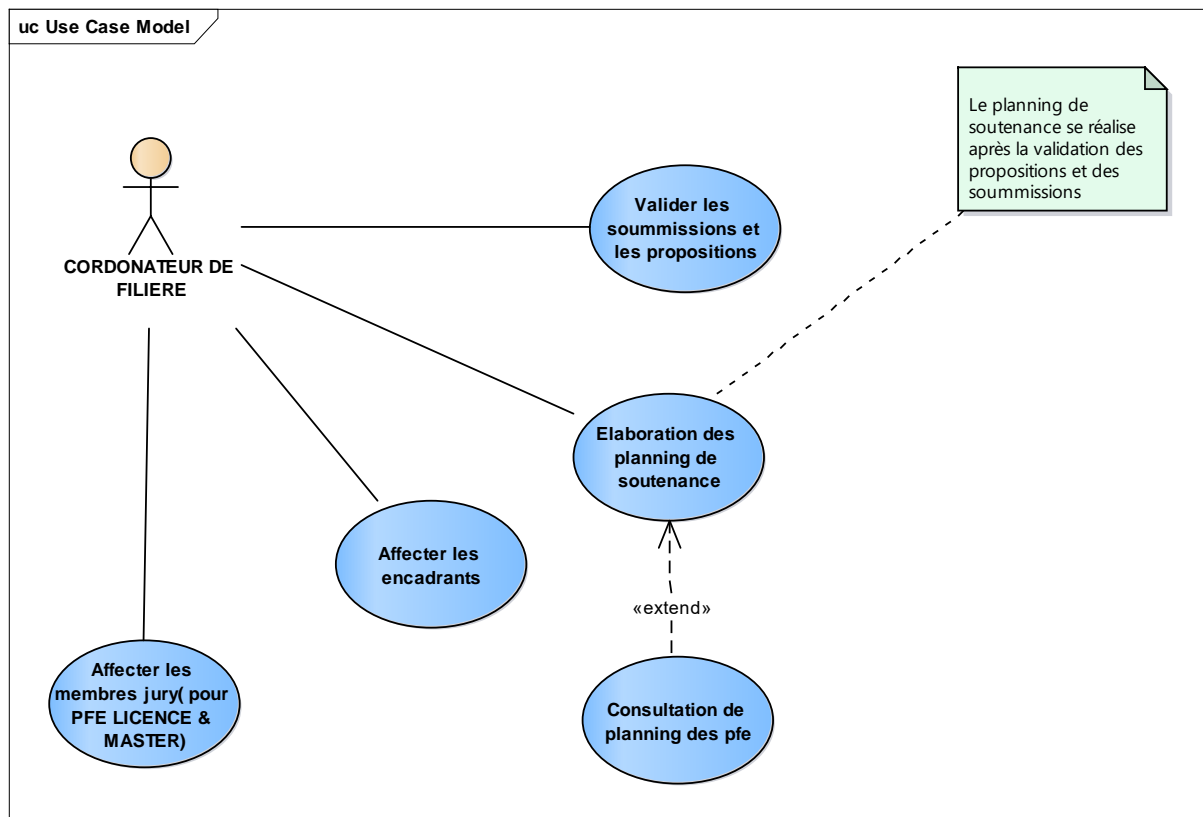 uc Use Case Model
Le planning de
soutenance se réalise
après la validation des
propositions et des
soummissions
Valider les
soummissions et
les propositions
CORDONATEUR DE
FILIERE
Elaboration des
planning de
soutenance
Affecter les
encadrants
«extend»
Affecter les
membres jury( pour
PFE LICENCE &
MASTER)
Consultation de
planning des pfe